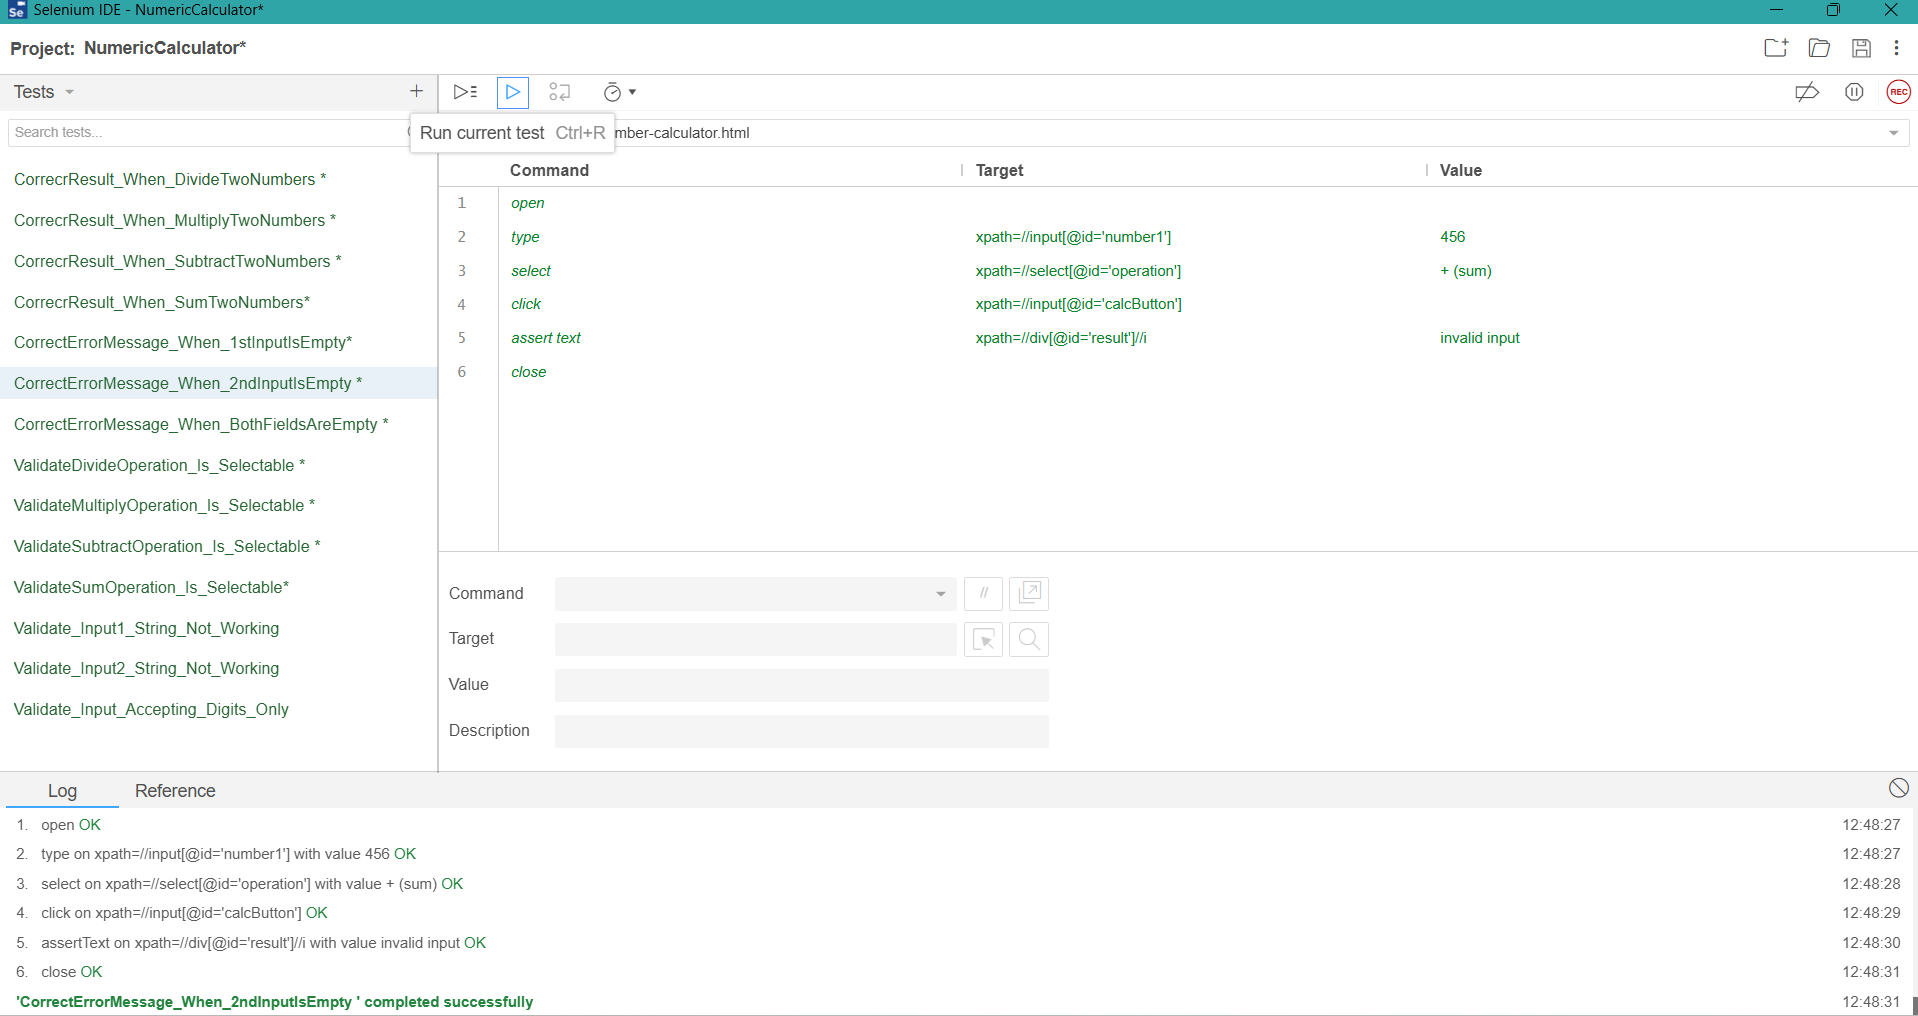 Selenium IDE - NumericCalculator*
Project: NumericCalculator*
Tests
REC
Search tests...
Run current test Ctrl+R
mber-calculator.html
Command Target Value
CorrecrResult_When_DivideTwoNumbers *
CorrecrResult_When_MultiplyTwoNumbers *
CorrecrResult_When_SubtractTwoNumbers *
CorrecrResult_When_SumTwoNumbers*
CorrectErrorMessage_When_1stInputIsEmpty*
CorrectErrorMessage_When_2ndInputIsEmpty *
CorrectErrorMessage_When_BothFieldsAreEmpty *
ValidateDivideOperation_Is_Selectable *
ValidateMultiplyOperation_Is_Selectable *
ValidateSubtractOperation_Is_Selectable *
ValidateSumOperation_Is_Selectable*
Validate_Input1_String_Not_Working
Validate_Input2_String_Not_Working
Validate_Input_Accepting_Digits_Only
1 open
2 type xpath=//input[@id='number1'] 456
3 select xpath=//select[@id='operation'] + (sum)
4 click xpath=//input[@id='calcButton']
5 assert text xpath=//div[@id='result']//i invalid input
6 close
Command //
Target
Value
Description
Log Reference
1. open OK 12:48:27
2. type on xpath=//input[@id='number1'] with value 456 OK 12:48:27
3. select on xpath=//select[@id='operation'] with value + (sum) OK 12:48:28
4. click on xpath=//input[@id='calcButton'] OK 12:48:29
5. assertText on xpath=//div[@id='result']//i with value invalid input OK 12:48:30
6. close OK 12:48:31
'CorrectErrorMessage_When_2ndInputIsEmpty ' completed successfully 12:48:31